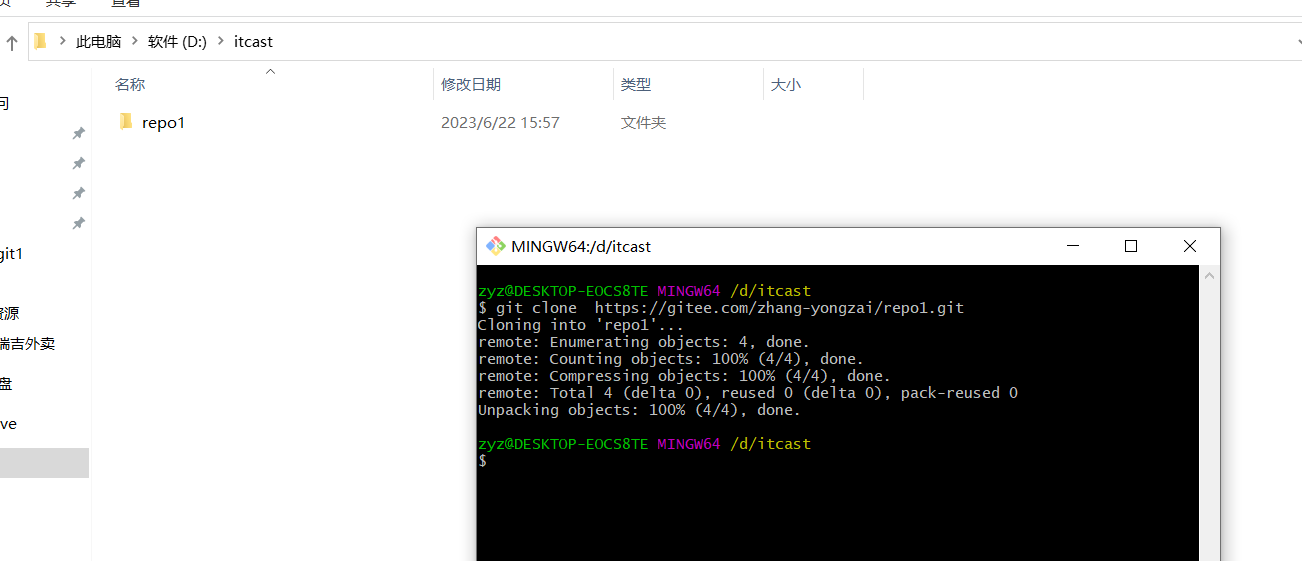 共享 查看
此电脑 软件 (D:) itcast
名称 修改日期 类型 大小
repo1 2023/6/22 15:57 文件夹
问
git1
资源
瑞吉外卖
盘
ve
MINGW64:/d/itcast
zyz@DESKTOP-EOCS8TE MINGW64 /d/itcast
$ git clone  https://gitee.com/zhang-yongzai/repo1.git
Cloning into 'repo1'...
remote: Enumerating objects: 4, done.
remote: Counting objects: 100% (4/4), done.
remote: Compressing objects: 100% (4/4), done.
remote: Total 4 (delta 0), reused 0 (delta 0), pack-reused 0
Unpacking objects: 100% (4/4), done.
zyz@DESKTOP-EOCS8TE MINGW64 /d/itcast
$